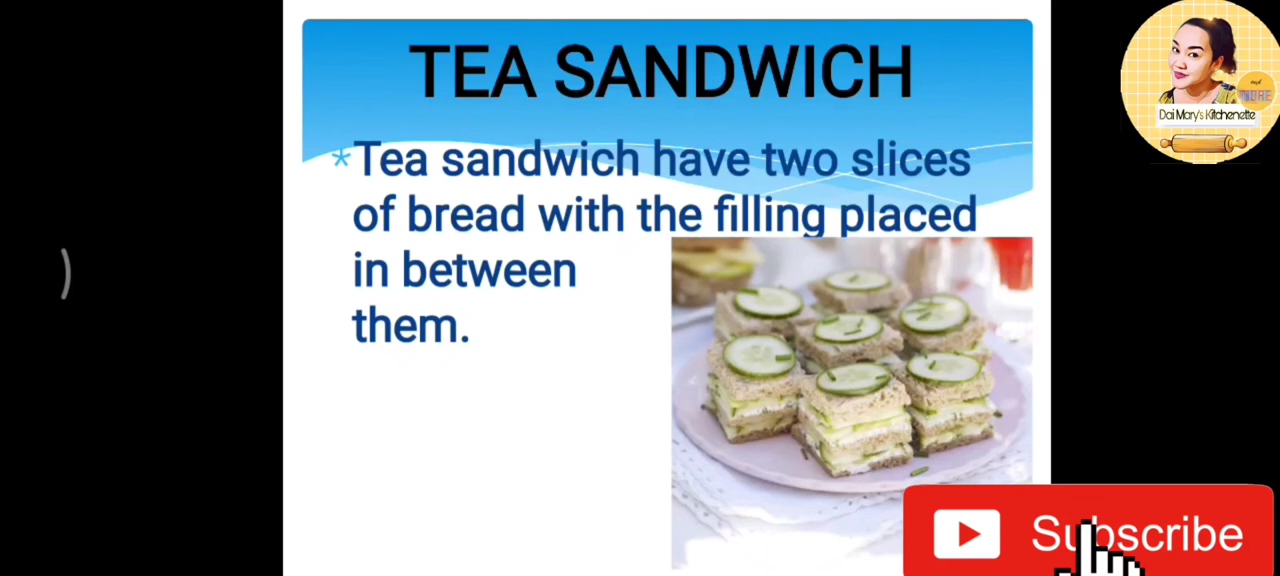 TEA SANDWICH
*Tea sandwich have two slices
of bread with the filling placed
in between
them.
Dai Mary's Kitchenette
Subscribe